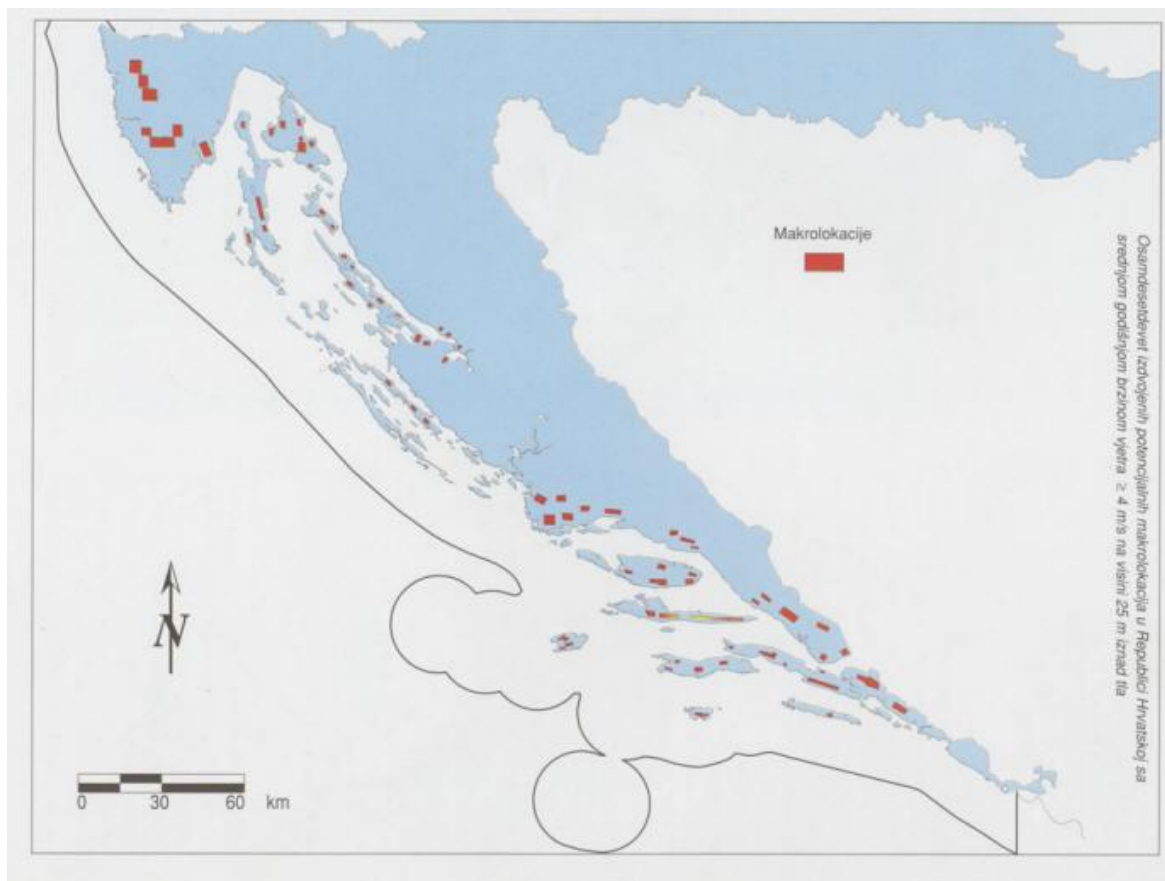 Makrolokacije
Osamdesetdevet izdvojenih potencijalnih makrolokacija u Republici Hrvatskoj sa
srednjom godišnjom brzinom vjetra ≥ 4 m/s na visini 25 m iznad tla
N
0 30 60 km